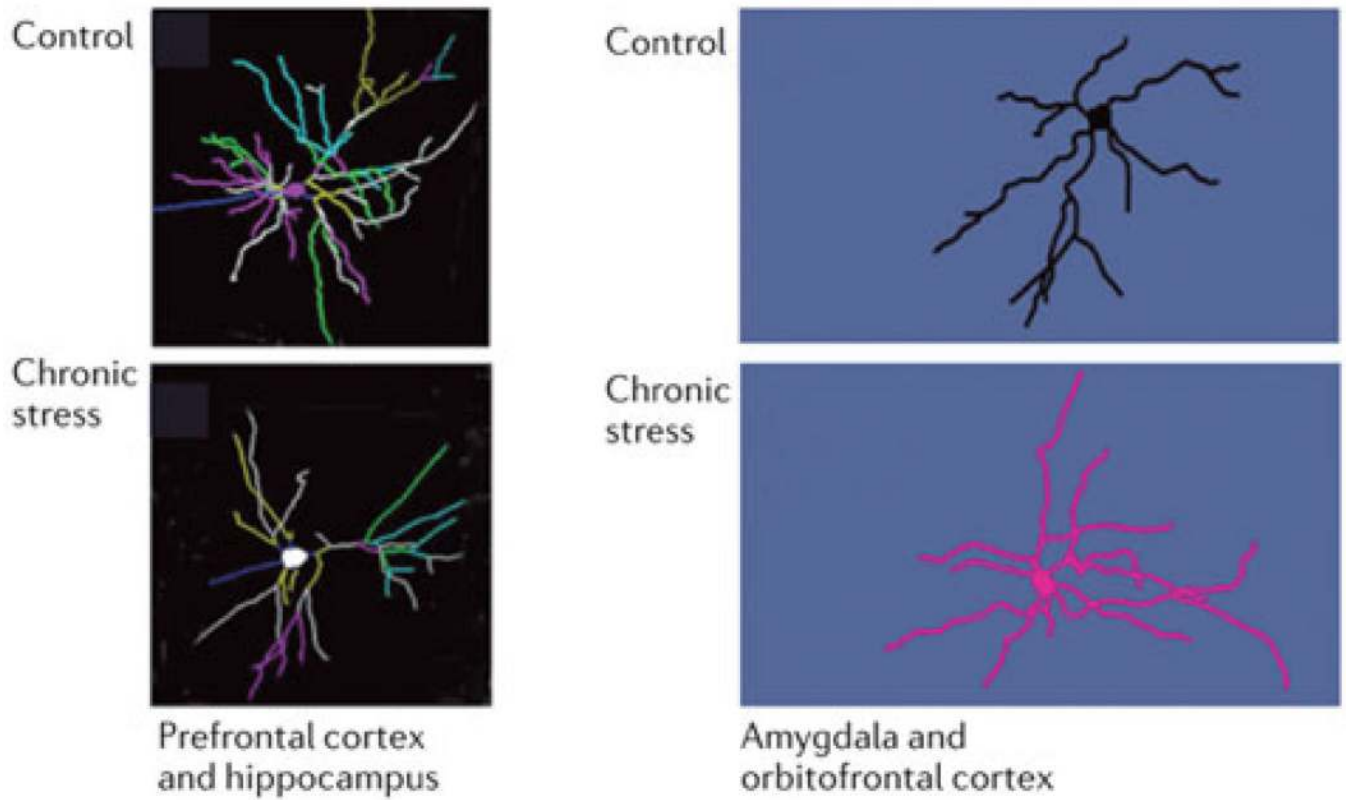 Control
Chronic
stress
Prefrontal cortex
and hippocampus
Control
Chronic
stress
Amygdala and
orbitofrontal cortex